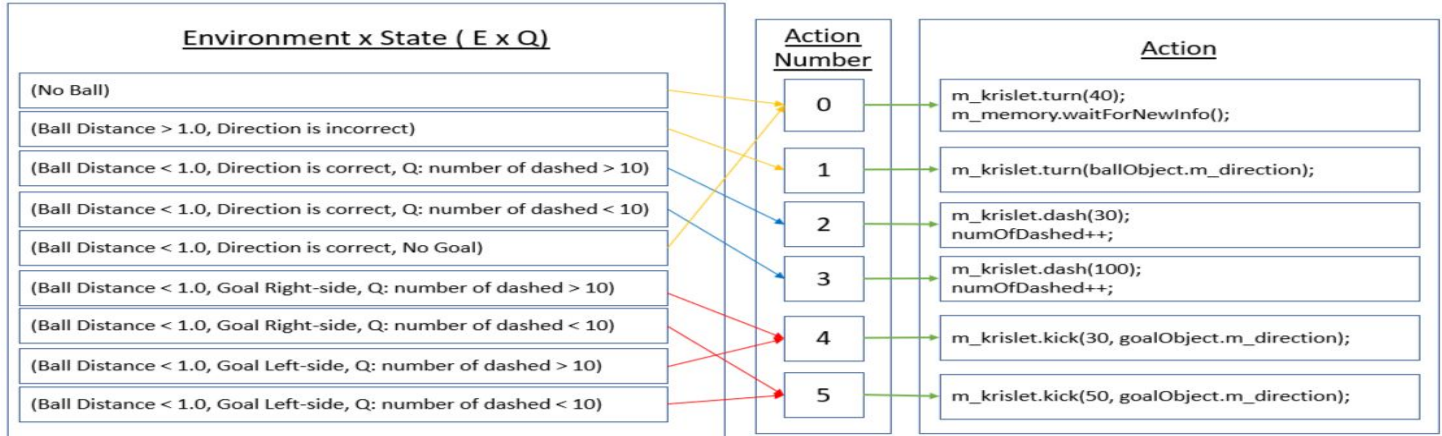 Environment x State ( E x Q)
(No Ball)
(Ball Distance > 1.0, Direction is incorrect)
(Ball Distance < 1.0, Direction is correct, Q: number of dashed > 10)
(Ball Distance < 1.0, Direction is correct, Q: number of dashed < 10)
(Ball Distance < 1.0, Direction is correct, No Goal)
(Ball Distance < 1.0, Goal Right-side, Q: number of dashed > 10)
(Ball Distance < 1.0, Goal Right-side, Q: number of dashed < 10)
(Ball Distance < 1.0, Goal Left-side, Q: number of dashed > 10)
(Ball Distance < 1.0, Goal Left-side, Q: number of dashed < 10)
Action
Number
0
1
2
3
4
5
Action
m_krislet.turn(40);
m_memory.waitForNewInfo();
m_krislet.turn(ballObject.m_direction);
m_krislet.dash(30);
numOfDashed++;
m_krislet.dash(100);
numOfDashed++;
m_krislet.kick(30, goalObject.m_direction);
m_krislet.kick(50, goalObject.m_direction);